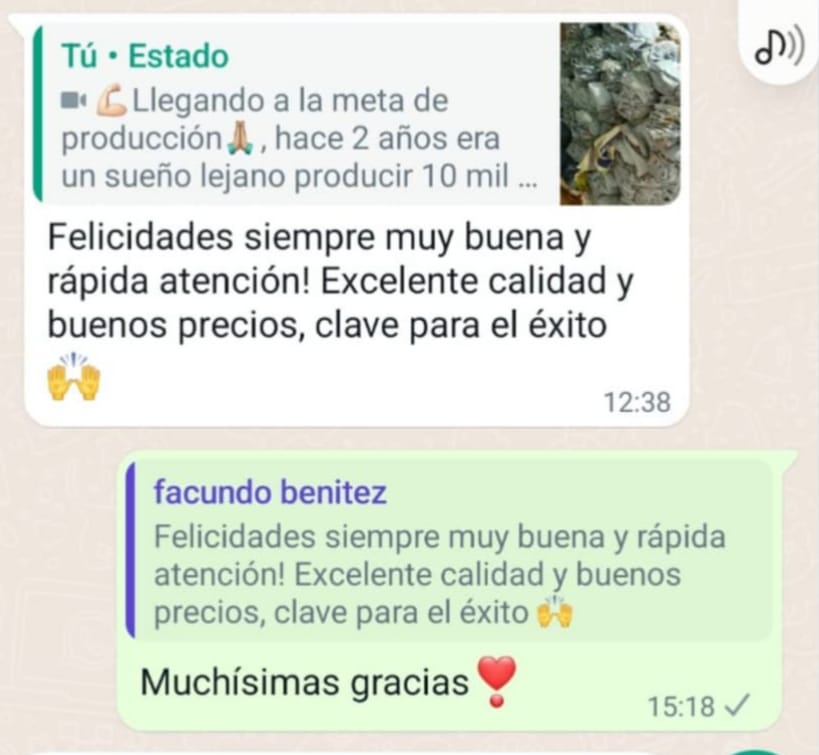 Tú • Estado
💪🏻Llegando a la meta de
producción🙏🏼, hace 2 años era
un sueño lejano producir 10 mil ...
Felicidades siempre muy buena y
rápida atención! Excelente calidad y
buenos precios, clave para el éxito
🙌
12:38
facundo benitez
Felicidades siempre muy buena y rápida
atención! Excelente calidad y buenos
precios, clave para el éxito 🙌
Muchísimas gracias❣️
15:18